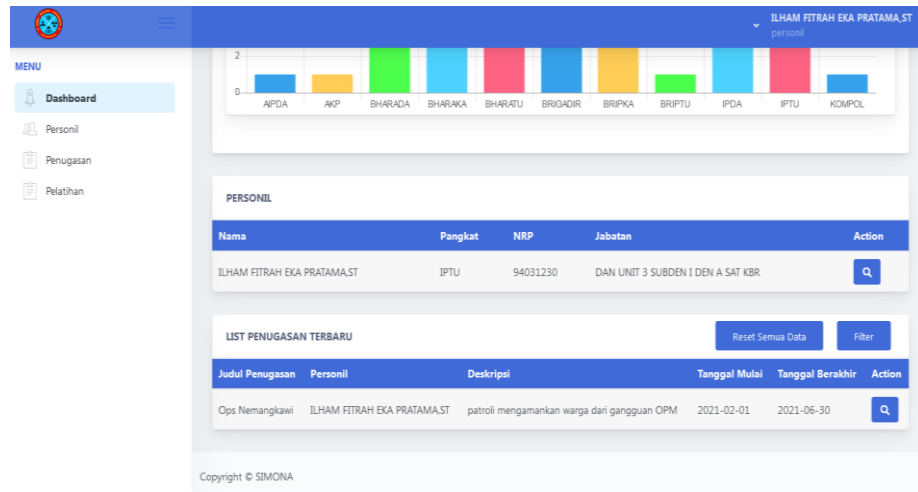 ILHAM FITRAH EKA PRATAMA,ST
personil
MENU
Dashboard
Personil
Penugasan
Pelatihan
2
0
AIPDA AKP BHARADA BHARAKA BHARATU BRIGADIR BRIPKA BRIPTU IPDA IPTU KOMPOL
PERSONIL
Nama Pangkat NRP Jabatan Action
ILHAM FITRAH EKA PRATAMA,ST IPTU 94031230 DAN UNIT 3 SUBDEN I DEN A SAT KBR
LIST PENUGASAN TERBARU Reset Semua Data Filter
Judul Penugasan Personil Deskripsi Tanggal Mulai Tanggal Berakhir Action
Ops Nemangkawi ILHAM FITRAH EKA PRATAMA,ST patroli mengamankan warga dari gangguan OPM 2021-02-01 2021-06-30
Copyright © SIMONA